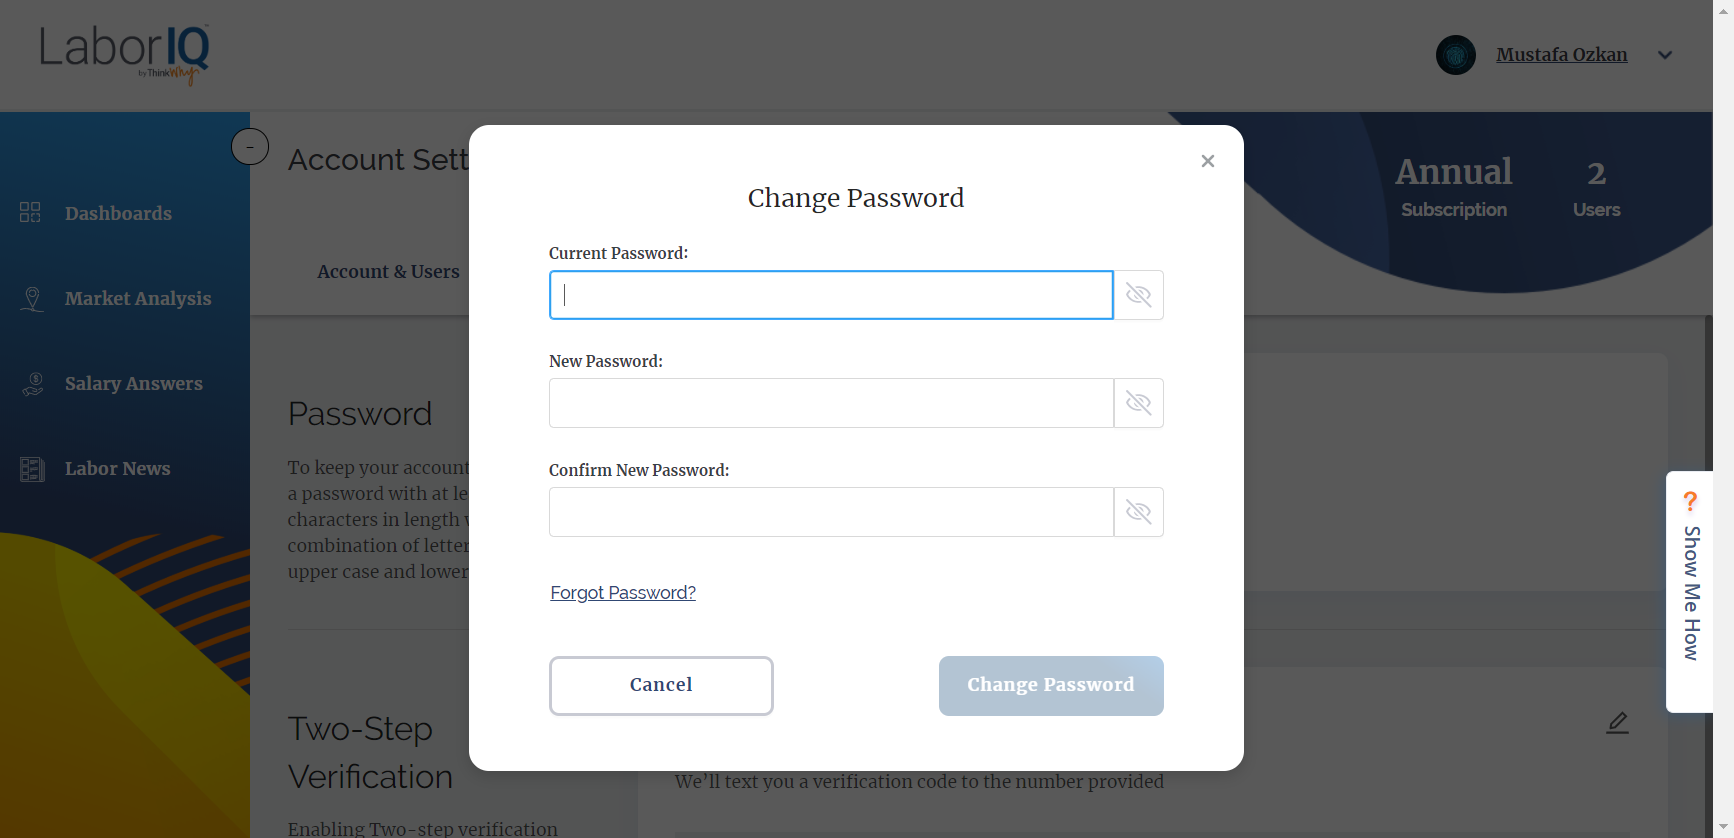 LaborIQ
by ThinkWhy
Mustafa Ozkan
Dashboards
Market Analysis
Salary Answers
Labor News
−
Account Sett
Account & Users
Annual
Subscription
2
Users
Password
To keep your account
a password with at le
characters in length
combination of letter
upper case and lower
Two-Step
Verification
Enabling Two-step verification
We'll text you a verification code to the number provided
×
Change Password
Current Password:
New Password:
Confirm New Password:
Forgot Password?
Cancel
Change Password
? Show Me How